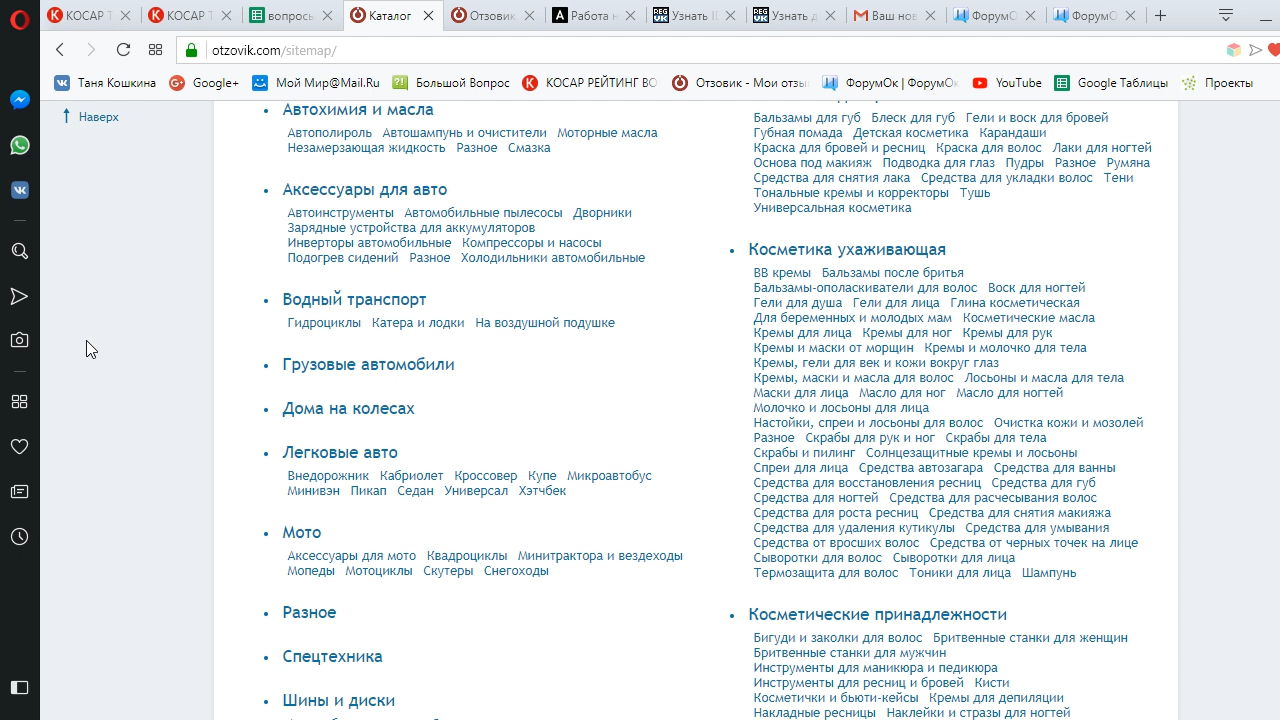 КОСАР Т
КОСАР Т
вопросы
Каталог
Отзовик
Работа н
Узнать
Узнать д
Ваш нов
ФорумО
ФорумО
otzovik.com/sitemap/
Таня Кошкина
Google+
Мой Мир@Mail.Ru
Большой Вопрос
КОСАР РЕЙТИНГ ВО
Отзовик - Мои отзы
ФорумОк | ФорумОк
YouTube
Google Таблицы
Проекты
Наверх
Автохимия и масла
Автополироль Автошампунь и очистители Моторные масла
Незамерзающая жидкость Разное Смазка
Аксессуары для авто
Автоинструменты Автомобильные пылесосы Дворники
Зарядные устройства для аккумуляторов
Инверторы автомобильные Компрессоры и насосы
Подогрев сидений Разное Холодильники автомобильные
Водный транспорт
Гидроциклы Катера и лодки На воздушной подушке
Грузовые автомобили
Дома на колесах
Легковые авто
Внедорожник Кабриолет Кроссовер Купе Микроавтобус
Минивэн Пикап Седан Универсал Хэтчбек
Мото
Аксессуары для мото Квадроциклы Минитрактора и вездеходы
Мопеды Мотоциклы Скутеры Снегоходы
Разное
Спецтехника
Шины и диски
Бальзамы для губ Блеск для губ Гели и воск для бровей
Губная помада Детская косметика Карандаши
Краска для бровей и ресниц Краска для волос Лаки для ногтей
Основа под макияж Подводка для глаз Пудры Разное Румяна
Средства для снятия лака Средства для укладки волос Тени
Тональные кремы и корректоры Тушь
Универсальная косметика
Косметика ухаживающая
BB кремы Бальзамы после бритья
Бальзамы-ополаскиватели для волос Воск для ногтей
Гели для душа Гели для лица Глина косметическая
Для беременных и молодых мам Косметические масла
Кремы для лица Кремы для ног Кремы для рук
Кремы и маски от морщин Кремы и молочко для тела
Кремы, гели для век и кожи вокруг глаз
Кремы, маски и масла для волос Лосьоны и масла для тела
Маски для лица Масло для ног Масло для ногтей
Молочко и лосьоны для лица
Настойки, спреи и лосьоны для волос Очистка кожи и мозолей
Разное Скрабы для рук и ног Скрабы для тела
Скрабы и пилинг Солнцезащитные кремы и лосьоны
Спреи для лица Средства автозагара Средства для ванны
Средства для восстановления ресниц Средства для губ
Средства для ногтей Средства для расчесывания волос
Средства для роста ресниц Средства для снятия макияжа
Средства для удаления кутикулы Средства для умывания
Средства от вросших волос Средства от черных точек на лице
Сыворотки для волос Сыворотки для лица
Термозащита для волос Тоники для лица Шампунь
Косметические принадлежности
Бигуди и заколки для волос Бритвенные станки для женщин
Бритвенные станки для мужчин
Инструменты для маникюра и педикюра
Инструменты для ресниц и бровей Кисти
Косметички и бьюти-кейсы Кремы для депиляции
Накладные ресницы Наклейки и стразы для ногтей